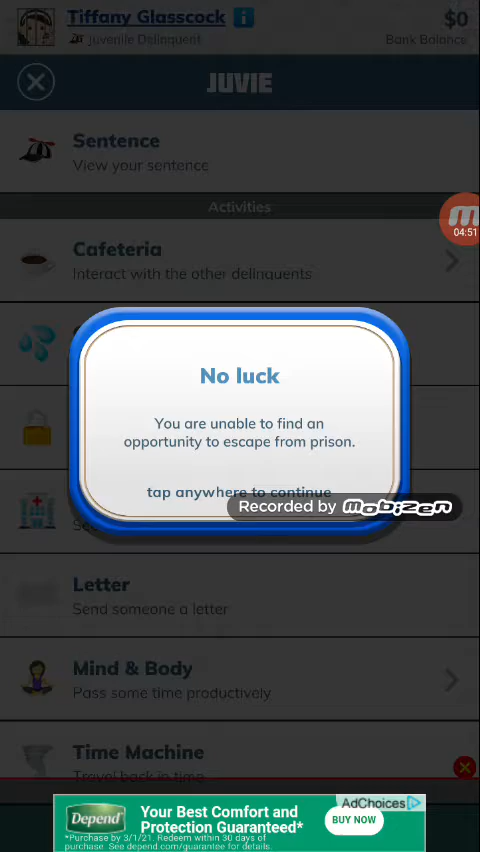 Tiffany Glasscock
$0
Juvenile Delinquent
Bank Balance
JUVIE
Sentence
View your sentence
Activities
04:51
Cafeteria
Interact with the other delinquents
No luck
You are unable to find an
opportunity to escape from prison.
tap anywhere to continue
Recorded by mobizen
Letter
Send someone a letter
Mind & Body
Pass some time productively
Time Machine
Travel back in time
AdChoices
Depend
Your Best Comfort and
Protection Guaranteed*
BUY NOW
*Purchase by 3/1/21. Redeem within 30 days of
purchase. See depend.com/guarantee for details.